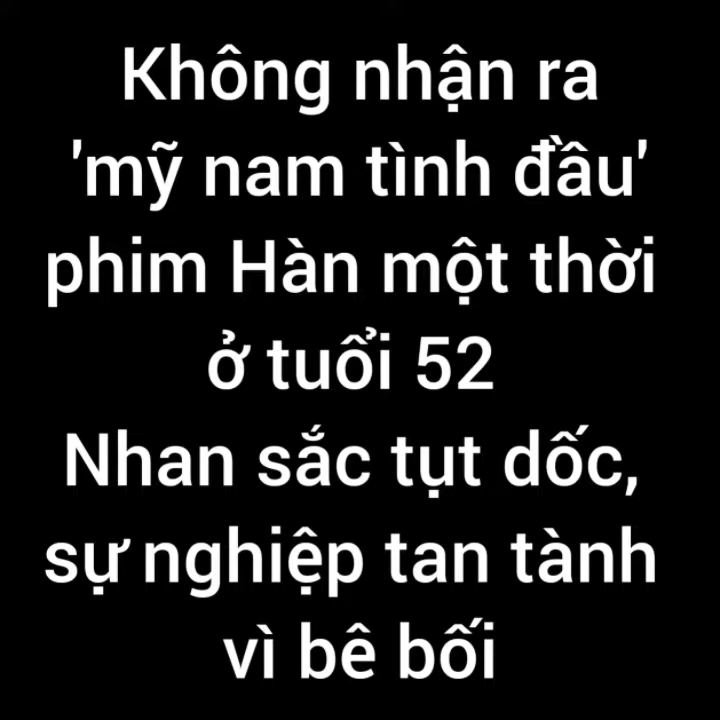 Không nhận ra
'mỹ nam tình đầu'
phim Hàn một thời
ở tuổi 52
Nhan sắc tụt dốc,
sự nghiệp tan tành
vì bê bối